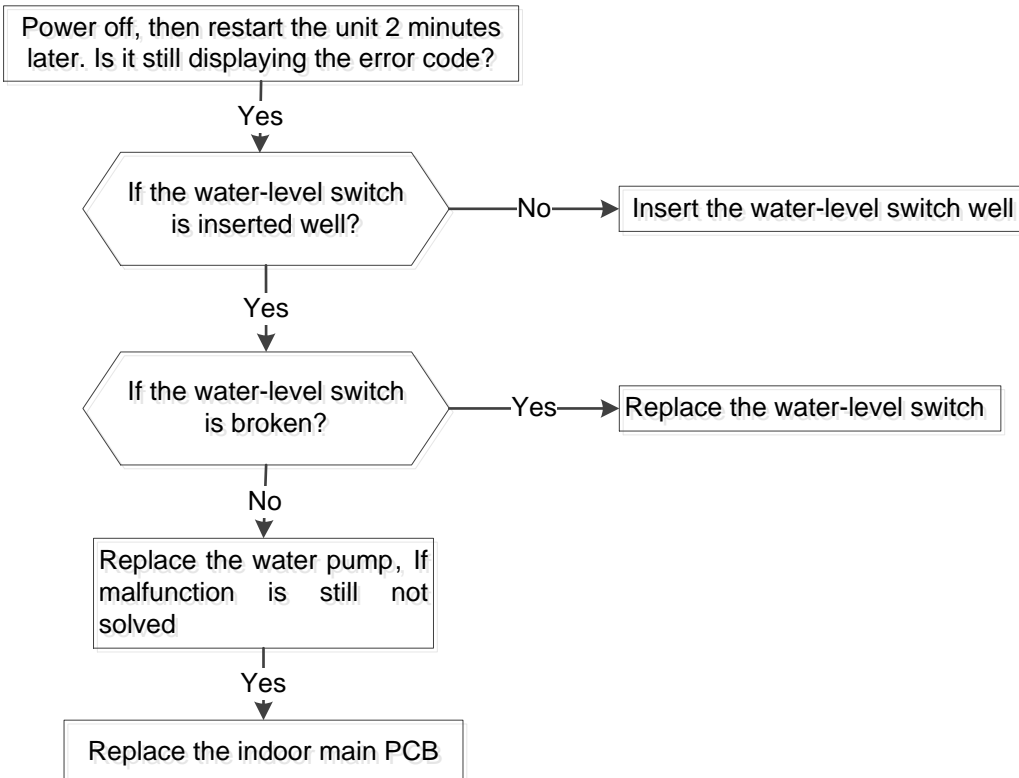 Power off, then restart the unit 2 minutes
later. Is it still displaying the error code?
Yes
If the water-level switch
is inserted well?
No
Insert the water-level switch well
Yes
If the water-level switch
is broken?
Yes
Replace the water-level switch
No
Replace the water pump, If
malfunction is still not
solved
Yes
Replace the indoor main PCB